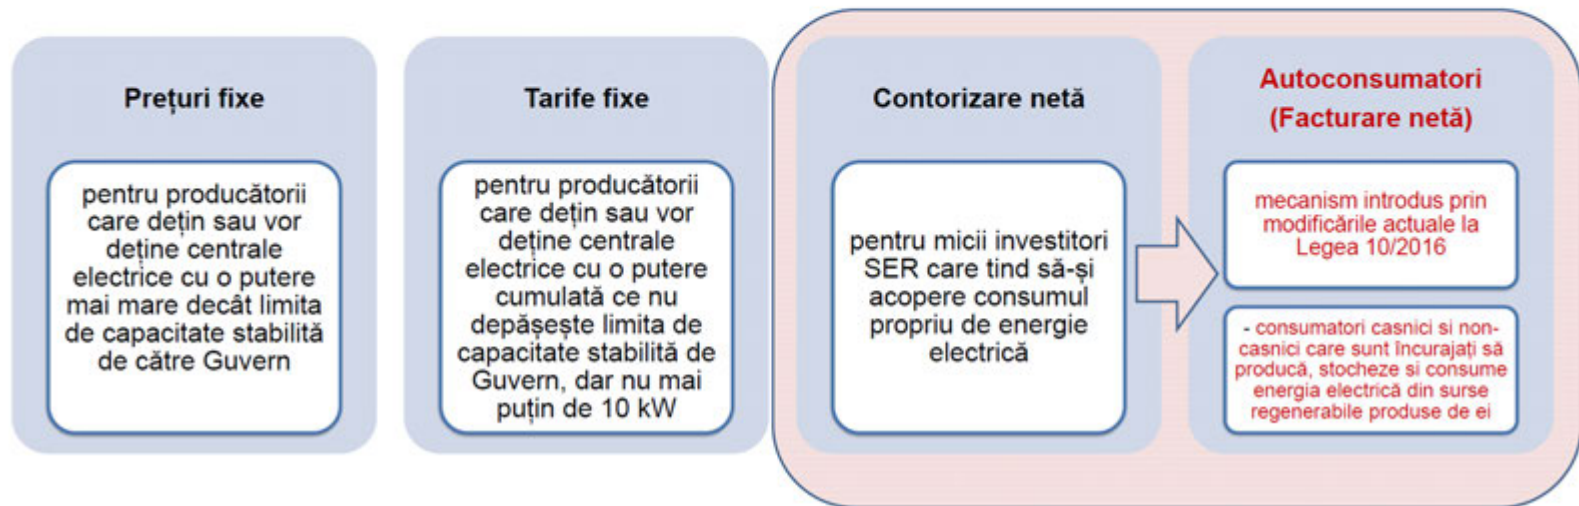 Prețuri fixe
pentru producătorii
care dețin sau vor
deține centrale
electrice cu o putere
mai mare decât limita
de capacitate stabilită
de către Guvern
Tarife fixe
pentru producătorii
care dețin sau vor
deține centrale
electrice cu o putere
cumulată ce nu
depășește limita de
capacitate stabilită de
Guvern, dar nu mai
puțin de 10 kW
Contorizare netă
pentru micii investitori
SER care tind să-și
acopere consumul
propriu de energie
electrică
Autoconsumatori
(Facturare netă)
mecanism introdus prin
modificările actuale la
Legea 10/2016
- consumatori casnici si non-
casnici care sunt încurajați să
producă, stocheze si consume
energia electrică din surse
regenerabile produse de ei